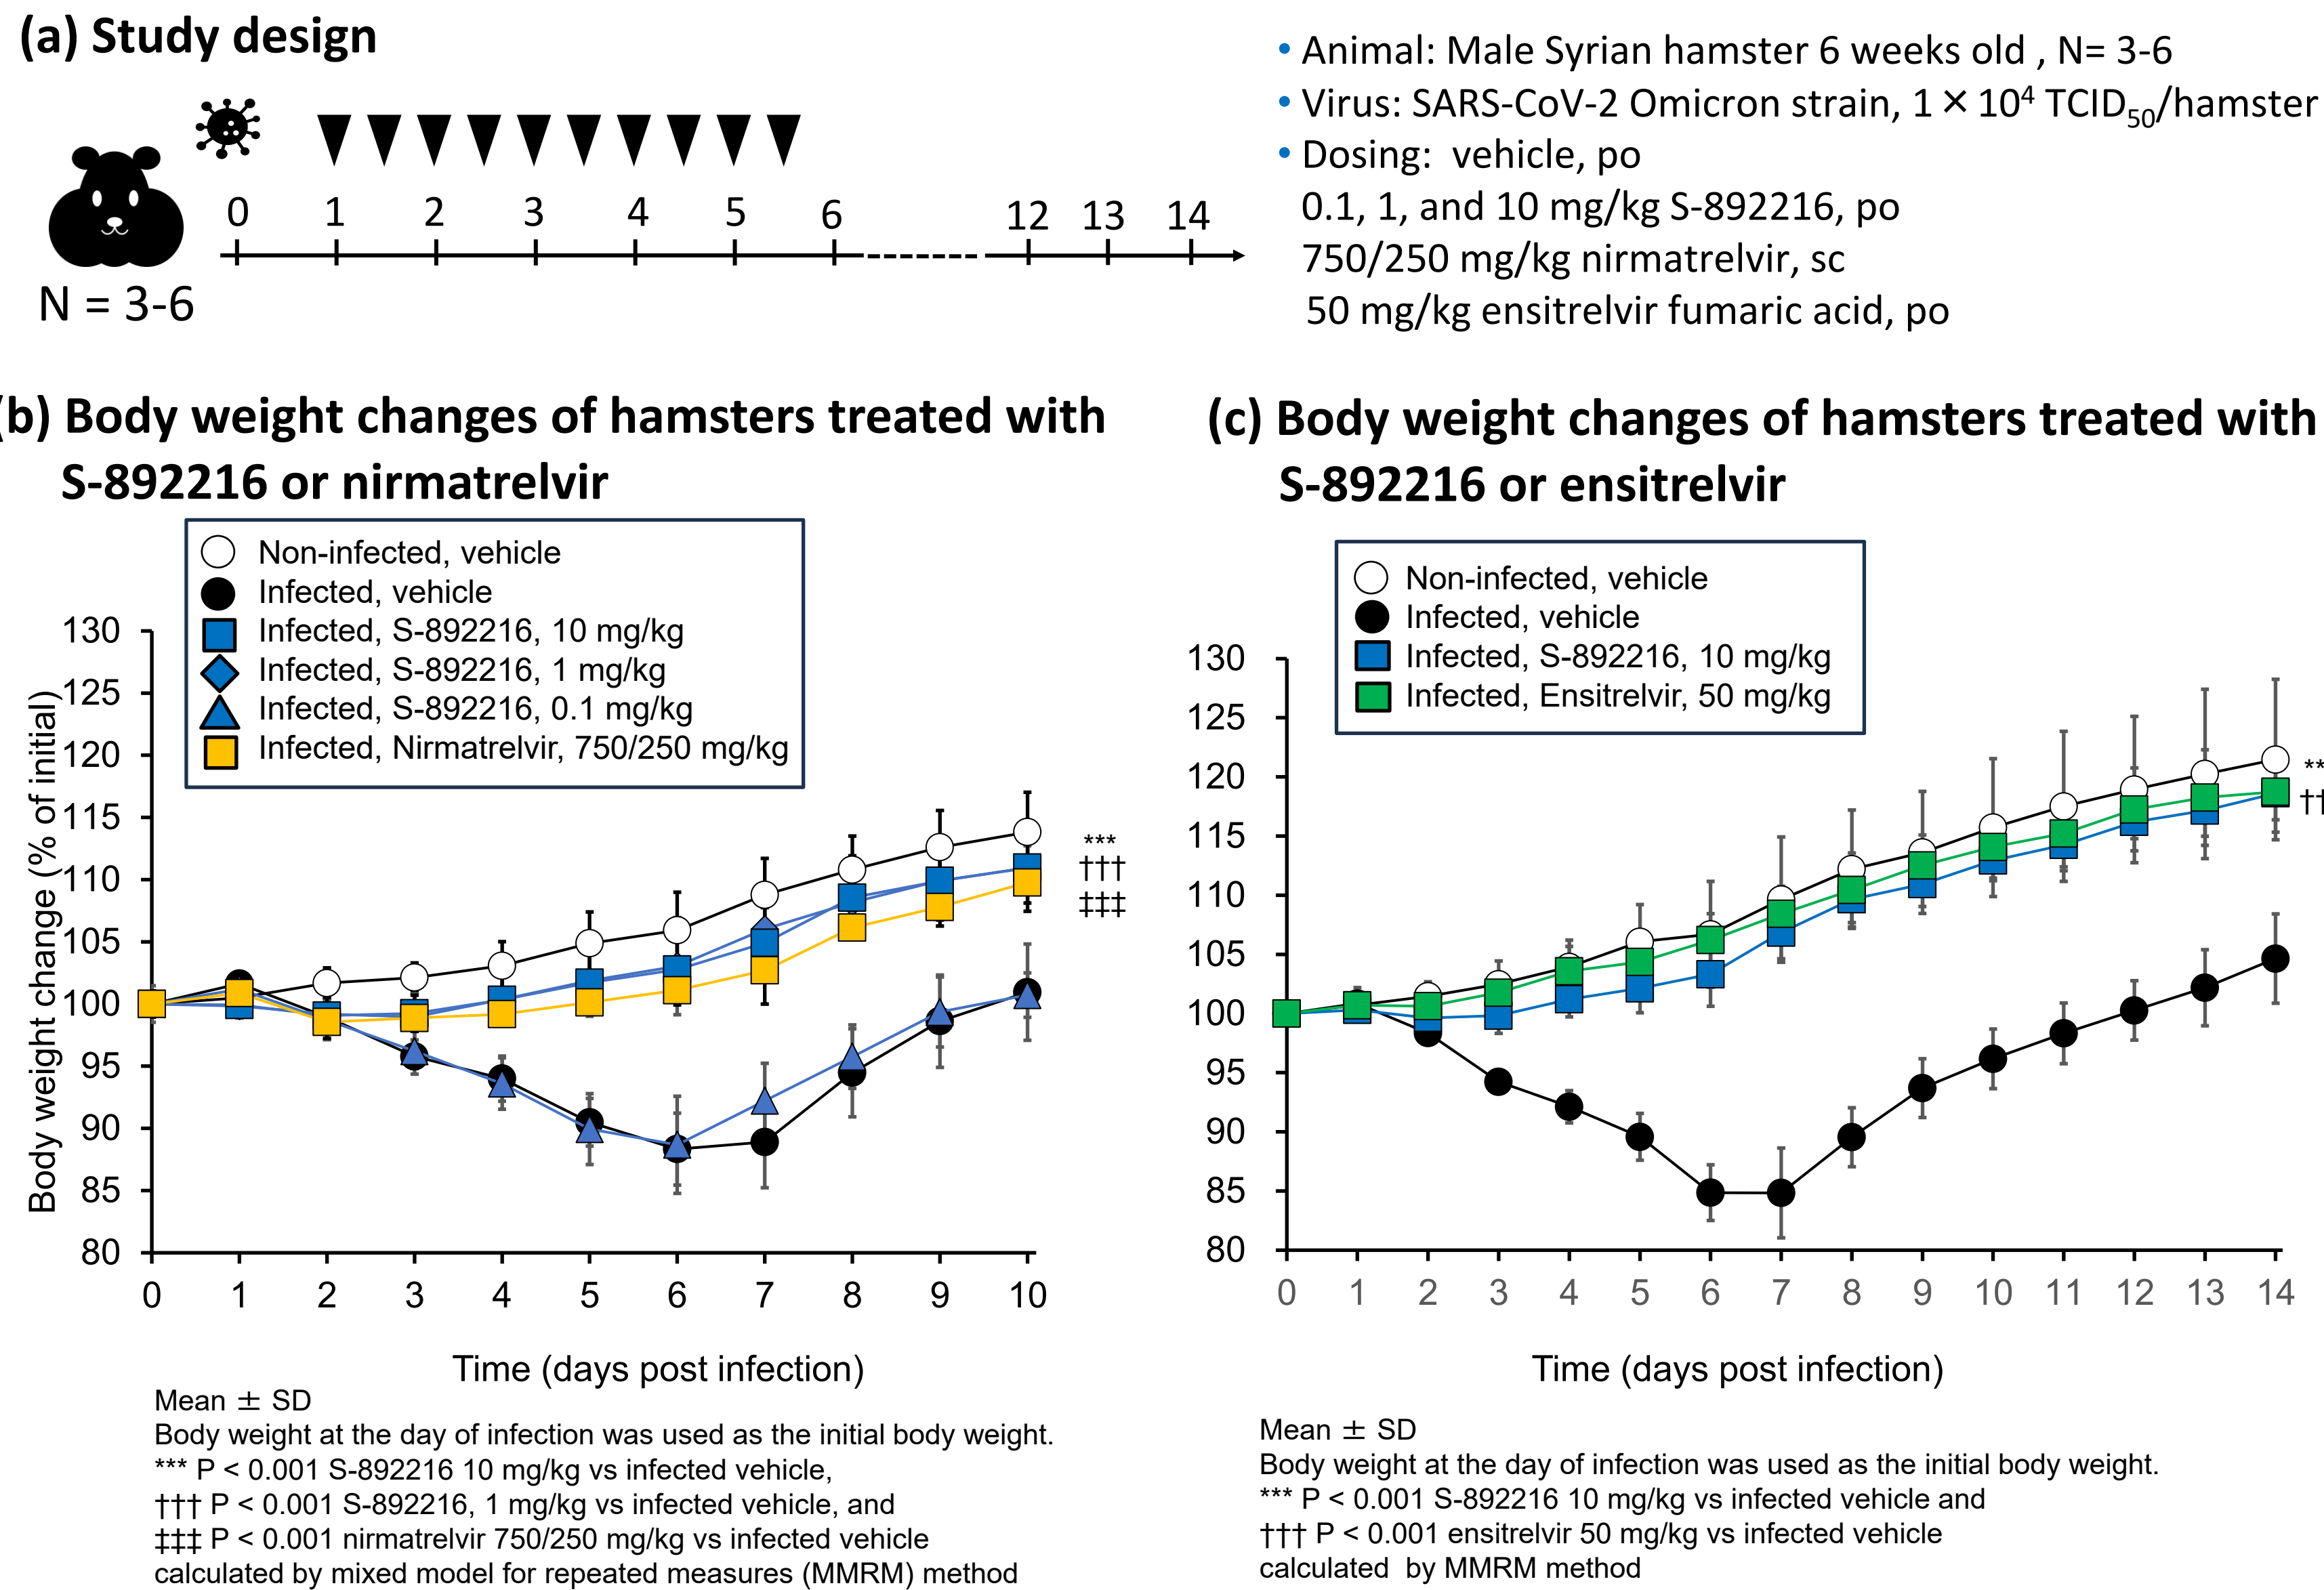 (a) Study design
N = 3-6
0 1 2 3 4 5 6 12 13 14
• Animal: Male Syrian hamster 6 weeks old , N= 3-6
• Virus: SARS-CoV-2 Omicron strain, 1×10⁴ TCID₅₀/hamster
• Dosing: vehicle, po
0.1, 1, and 10 mg/kg S-892216, po
750/250 mg/kg nirmatrelvir, sc
50 mg/kg ensitrelvir fumaric acid, po
(b) Body weight changes of hamsters treated with
S-892216 or nirmatrelvir
Non-infected, vehicle
Infected, vehicle
Infected, S-892216, 10 mg/kg
Infected, S-892216, 1 mg/kg
Infected, S-892216, 0.1 mg/kg
Infected, Nirmatrelvir, 750/250 mg/kg
Body weight change (% of initial)
130
125
120
115
110
105
100
95
90
85
80
***
†††
‡‡‡
0 1 2 3 4 5 6 7 8 9 10
Time (days post infection)
Mean ± SD
Body weight at the day of infection was used as the initial body weight.
*** P < 0.001 S-892216 10 mg/kg vs infected vehicle,
††† P < 0.001 S-892216, 1 mg/kg vs infected vehicle, and
‡‡‡ P < 0.001 nirmatrelvir 750/250 mg/kg vs infected vehicle
calculated by mixed model for repeated measures (MMRM) method
(c) Body weight changes of hamsters treated with
S-892216 or ensitrelvir
Non-infected, vehicle
Infected, vehicle
Infected, S-892216, 10 mg/kg
Infected, Ensitrelvir, 50 mg/kg
130
125
120
115
110
105
100
95
90
85
80
**
††
0 1 2 3 4 5 6 7 8 9 10 11 12 13 14
Time (days post infection)
Mean ± SD
Body weight at the day of infection was used as the initial body weight.
*** P < 0.001 S-892216 10 mg/kg vs infected vehicle and
††† P < 0.001 ensitrelvir 50 mg/kg vs infected vehicle
calculated by MMRM method